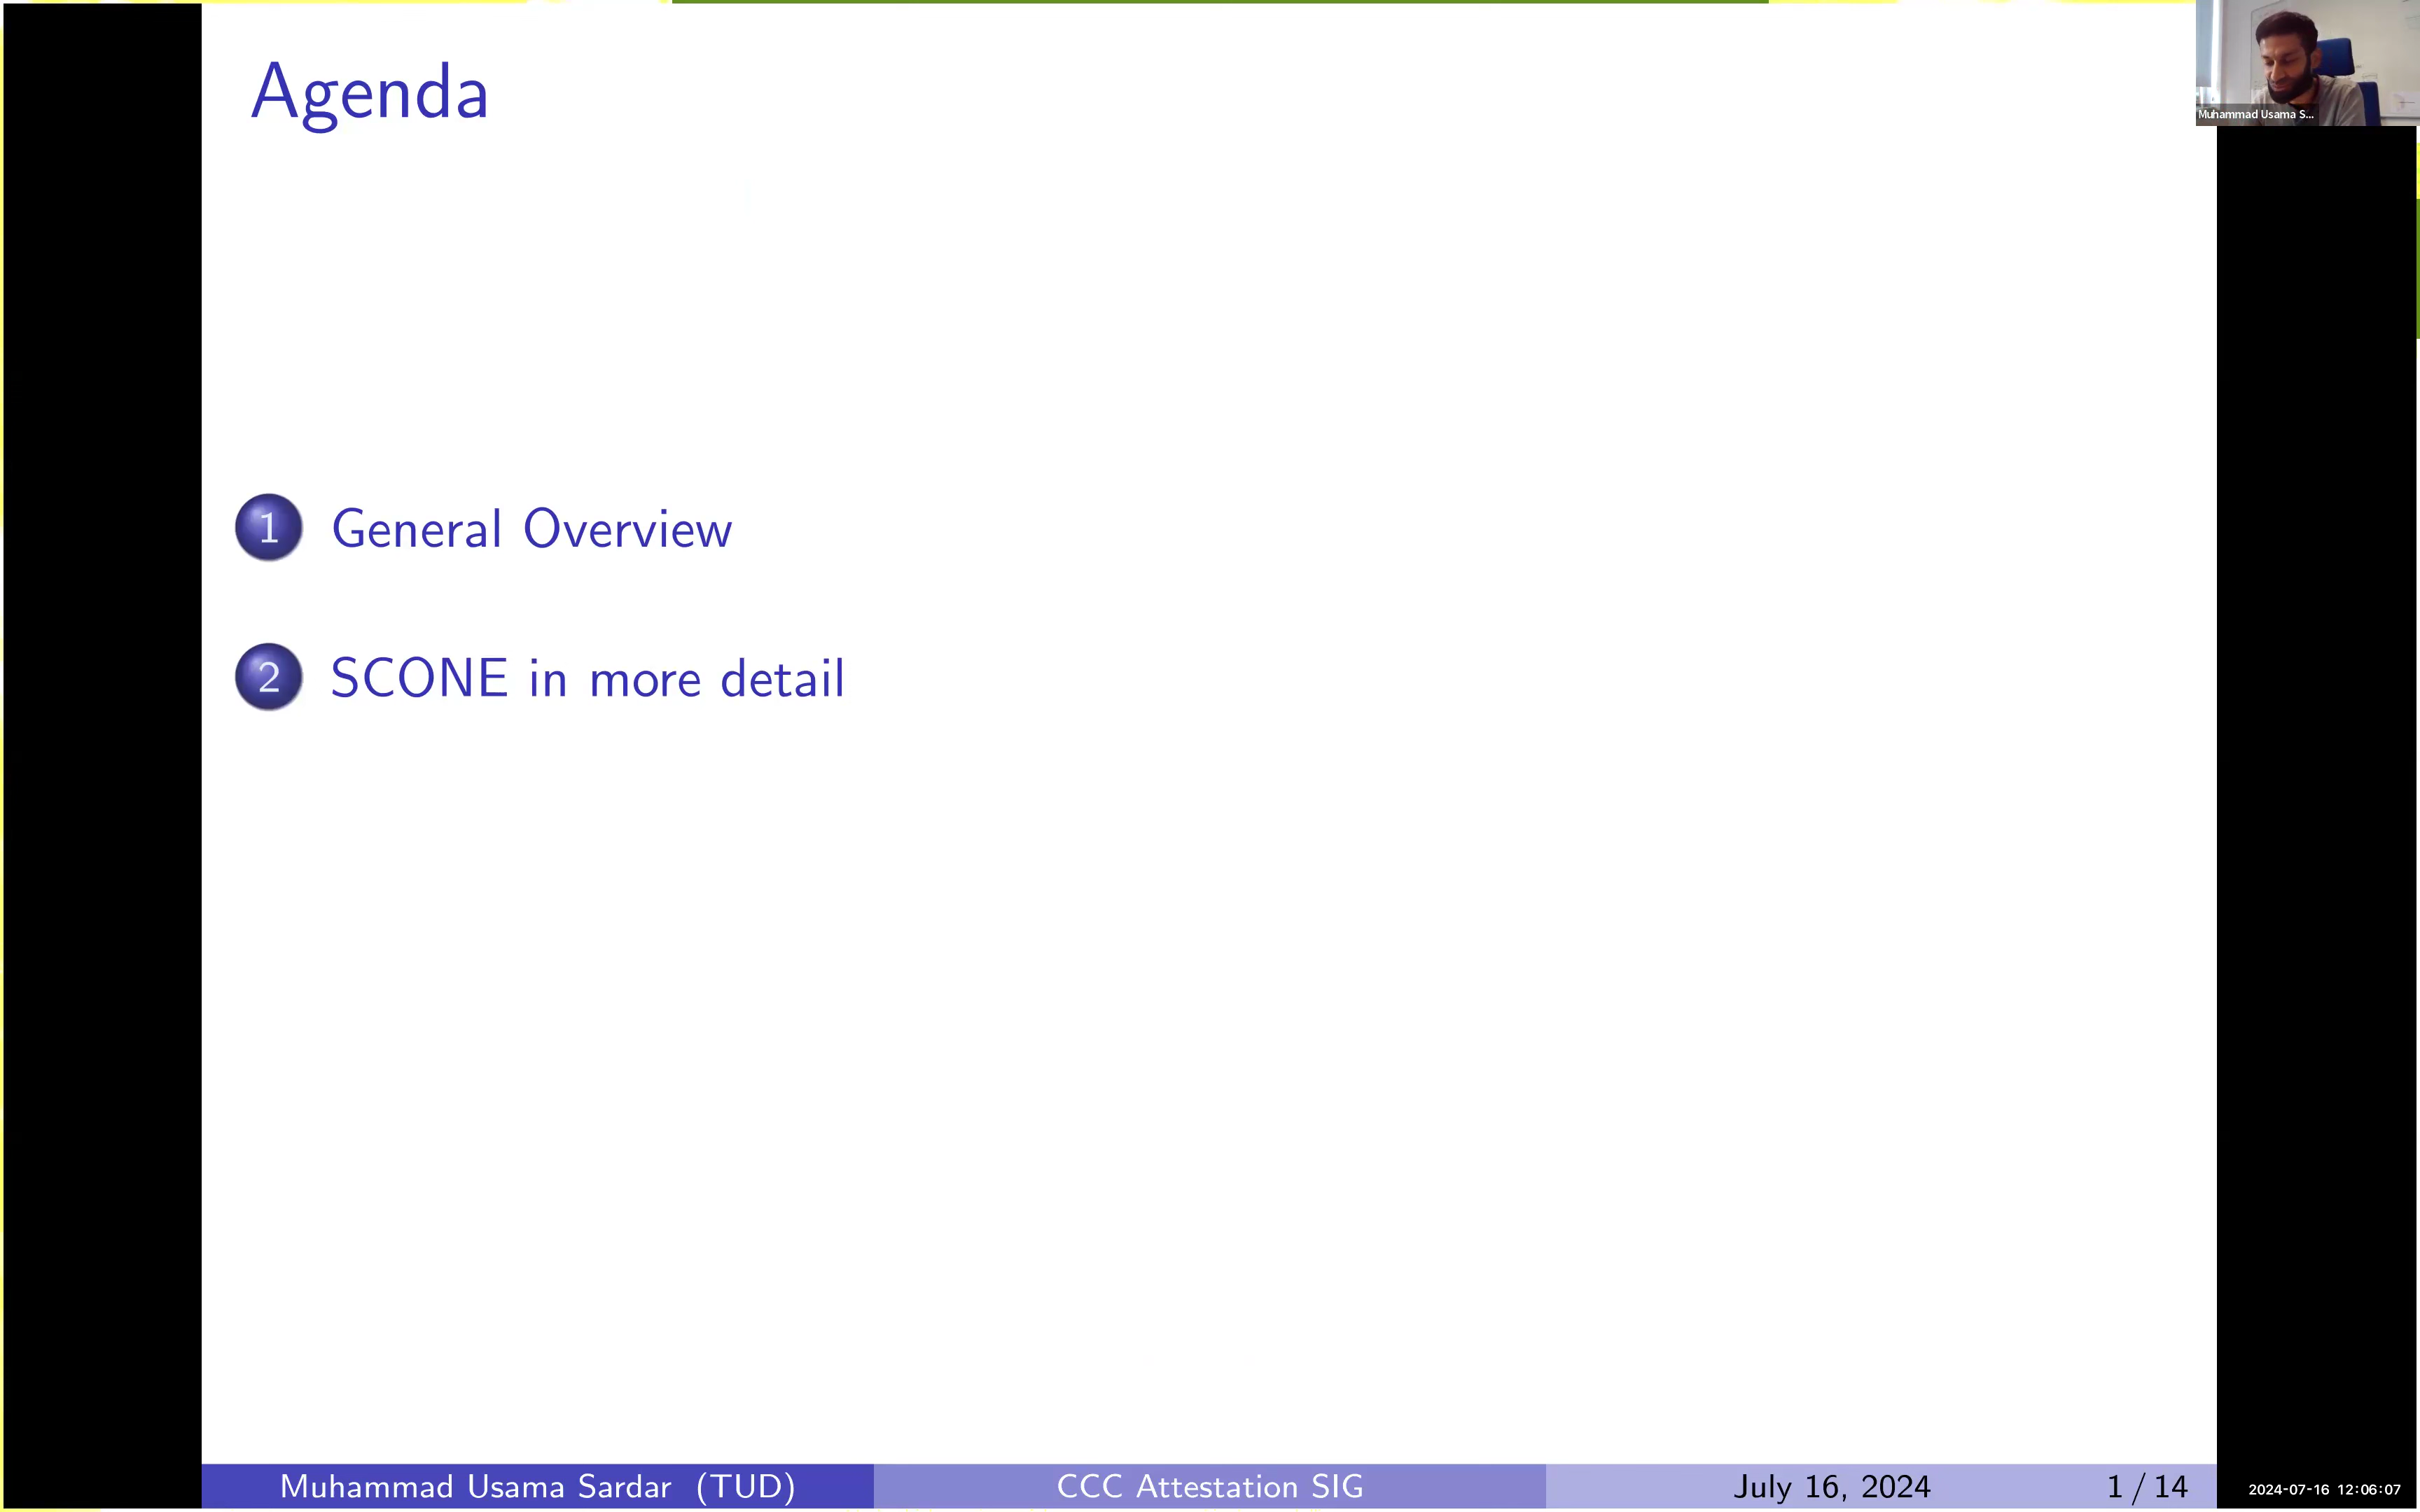 Agenda
Muhammad Usama S...
1 General Overview
2 SCONE in more detail
Muhammad Usama Sardar (TUD) CCC Attestation SIG July 16, 2024 1 / 14
2024-07-16 12:06:07